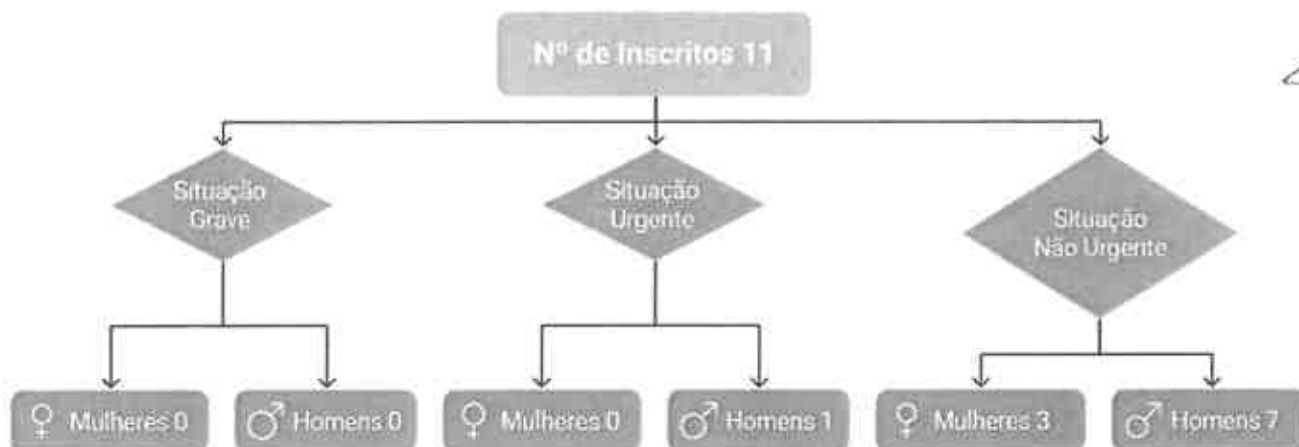 Nº de Inscritos 11
Situação
Grave
Situação
Urgente
Situação
Não Urgente
Mulheres 0
Homens 0
Mulheres 0
Homens 1
Mulheres 3
Homens 7